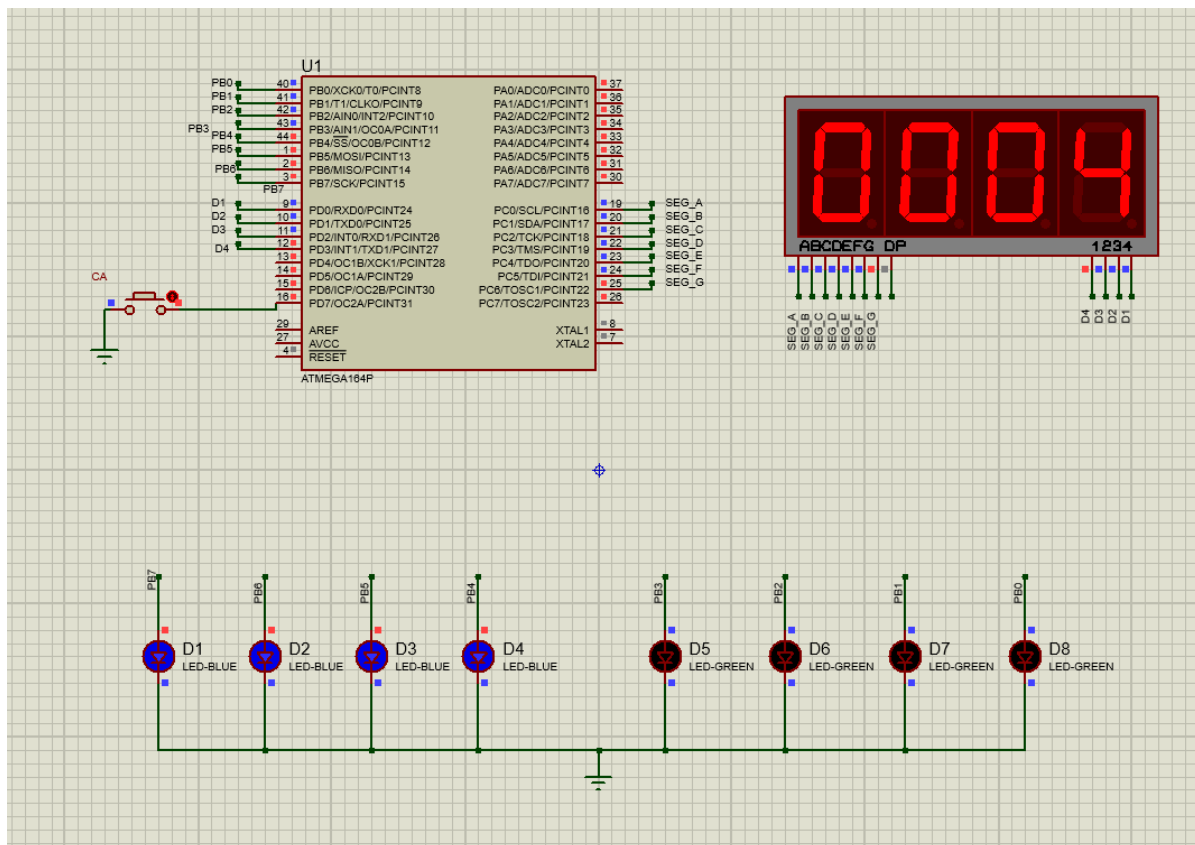 U1
PB0
PB1
PB2
PB3
PB4
PB5
PB6
PB7
40
41
42
43
44
1
2
3
PB0/XCK0/T0/PCINT8
PB1/T1/CLKO/PCINT9
PB2/AIN0/INT2/PCINT10
PB3/AIN1/OC0A/PCINT11
PB4/SS/OC0B/PCINT12
PB5/MOSI/PCINT13
PB6/MISO/PCINT14
PB7/SCK/PCINT15
D1
D2
D3
D4
9
10
11
12
13
14
15
16
PD0/RXD0/PCINT24
PD1/TXD0/PCINT25
PD2/INT0/RXD1/PCINT26
PD3/INT1/TXD1/PCINT27
PD4/OC1B/XCK1/PCINT28
PD5/OC1A/PCINT29
PD6/ICP/OC2B/PCINT30
PD7/OC2A/PCINT31
29
27
4
AREF
AVCC
RESET
PA0/ADC0/PCINT0
PA1/ADC1/PCINT1
PA2/ADC2/PCINT2
PA3/ADC3/PCINT3
PA4/ADC4/PCINT4
PA5/ADC5/PCINT5
PA6/ADC6/PCINT6
PA7/ADC7/PCINT7
37
36
35
34
33
32
31
30
PC0/SCL/PCINT16
PC1/SDA/PCINT17
PC2/TCK/PCINT18
PC3/TMS/PCINT19
PC4/TDO/PCINT20
PC5/TDI/PCINT21
PC6/TOSC1/PCINT22
PC7/TOSC2/PCINT23
19
20
21
22
23
24
25
26
SEG_A
SEG_B
SEG_C
SEG_D
SEG_E
SEG_F
SEG_G
XTAL1
XTAL2
8
7
ATMEGA164P
CA
0004
ABCDEFG DP
1234
SEG_A
SEG_B
SEG_C
SEG_D
SEG_E
SEG_F
SEG_G
D4
D3
D2
D1
PB7
PB6
PB5
PB4
PB3
PB2
PB1
PB0
D1
LED-BLUE
D2
LED-BLUE
D3
LED-BLUE
D4
LED-BLUE
D5
LED-GREEN
D6
LED-GREEN
D7
LED-GREEN
D8
LED-GREEN